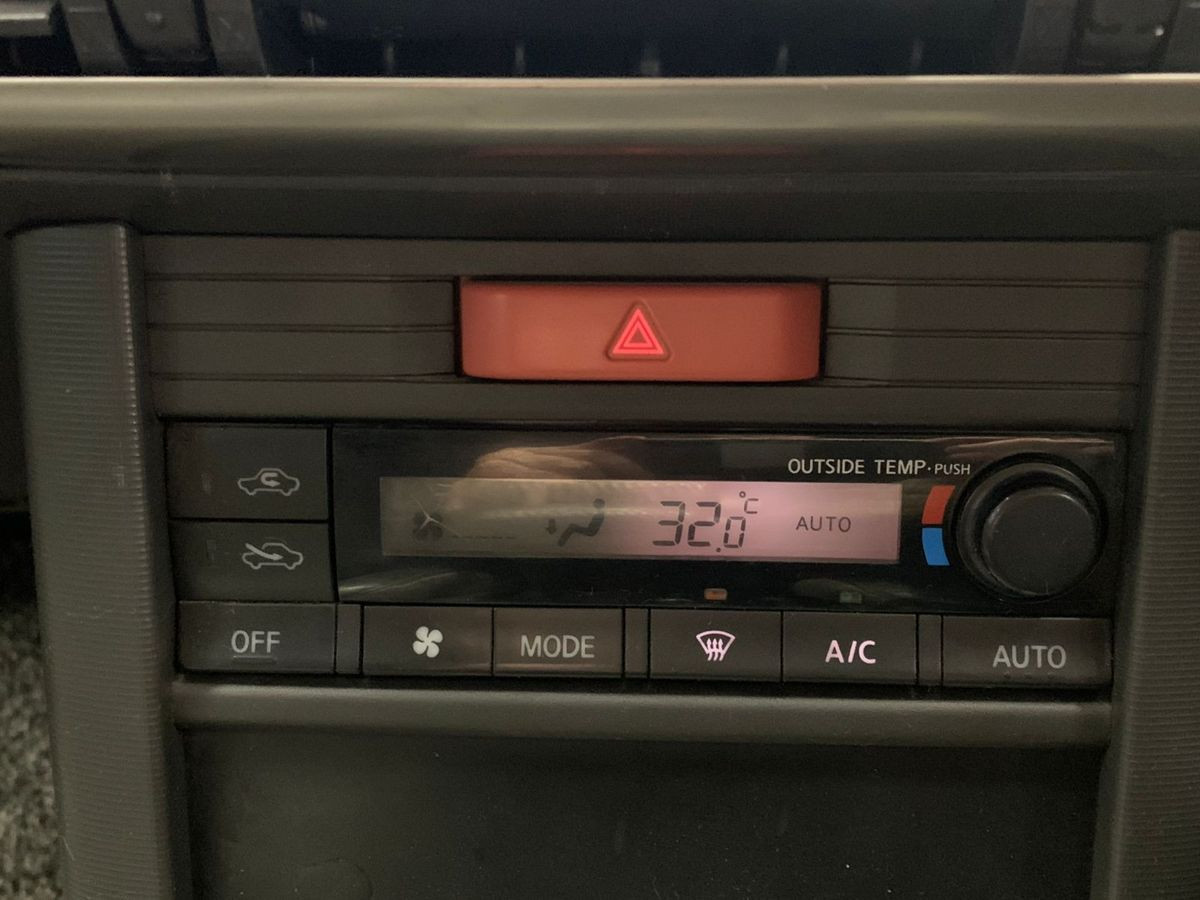 OUTSIDE TEMP·PUSH
32.0°C AUTO
OFF MODE A/C AUTO